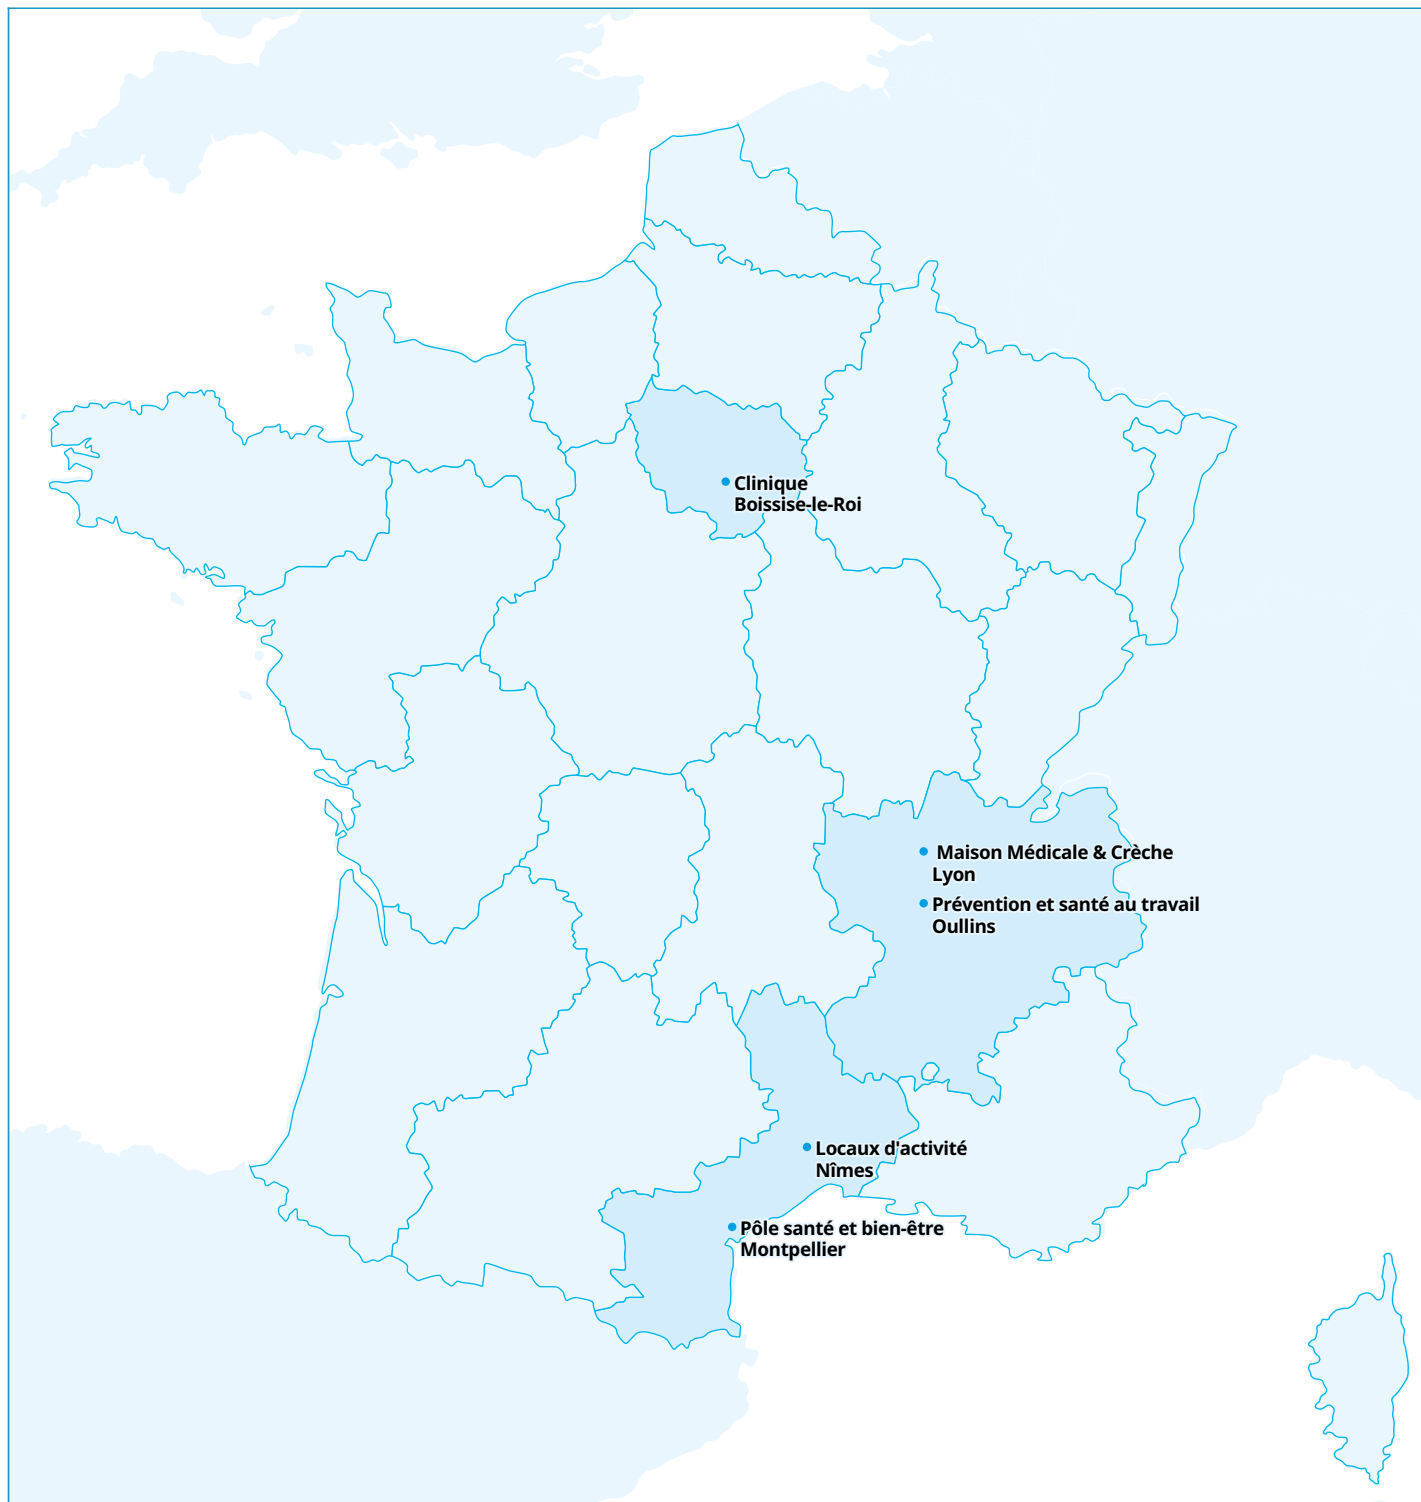 Clinique
Boissise-le-Roi
Maison Médicale & Crèche
Lyon
Prévention et santé au travail
Oullins
Locaux d'activité
Nîmes
Pôle santé et bien-être
Montpellier